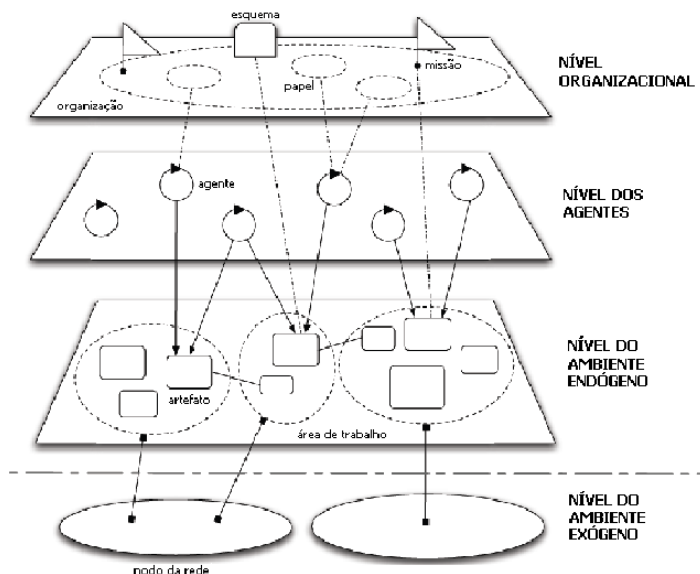 esquema
NÍVEL
ORGANIZACIONAL
missão
papel
organização
agente
NÍVEL DOS
AGENTES
NÍVEL DO
AMBIENTE
ENDÓGENO
artefato
área de trabalho
NÍVEL DO
AMBIENTE
EXÓGENO
nodo da rede